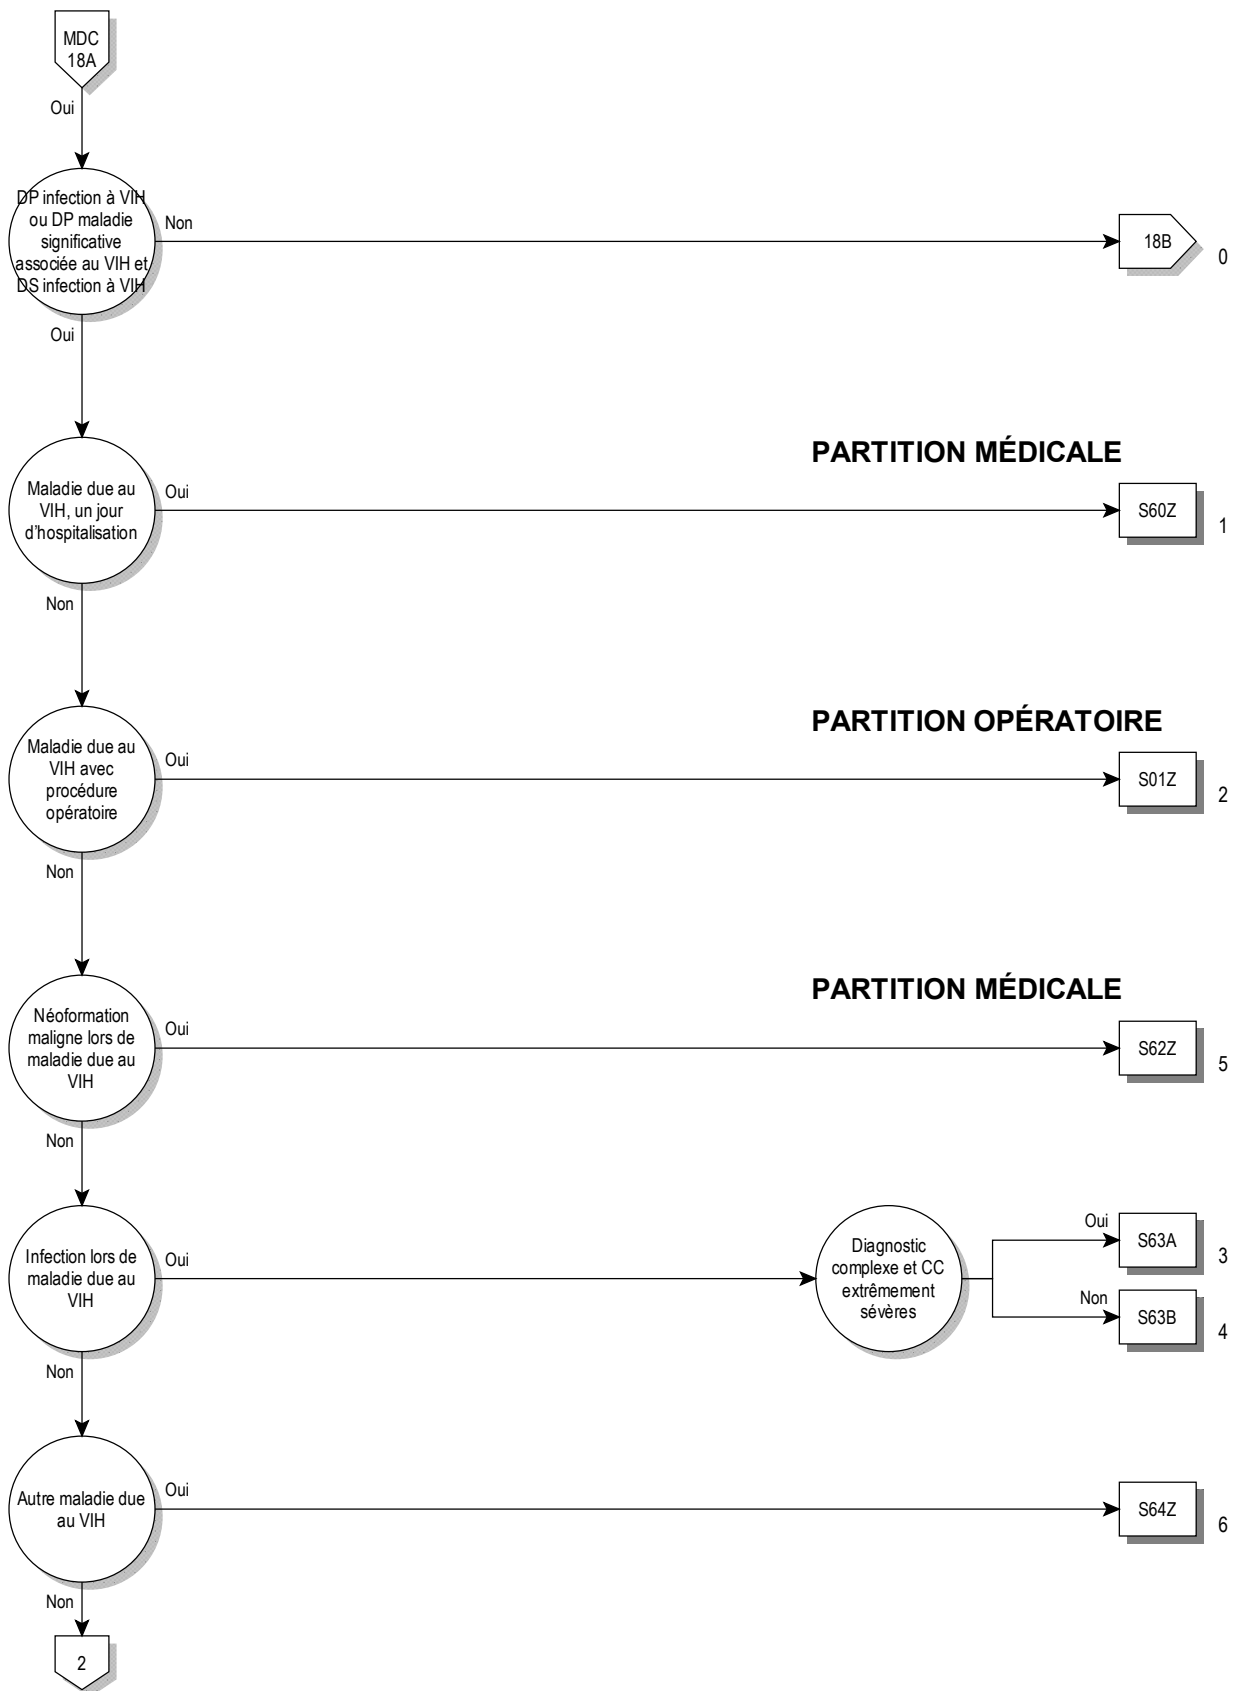 MDC
18A
Oui
DP infection à VIH
ou DP maladie
significative
associée au VIH et
DS infection à VIH
Non
18B
0
Oui
PARTITION MÉDICALE
Maladie due au
VIH, un jour
d'hospitalisation
Oui
S60Z
1
Non
PARTITION OPÉRATOIRE
Maladie due au
VIH avec
procédure
opératoire
Oui
S01Z
2
Non
PARTITION MÉDICALE
Néoformation
maligne lors de
maladie due au
VIH
Oui
S62Z
5
Non
Infection lors de
maladie due au
VIH
Oui
Diagnostic
complexe et CC
extrêmement
sévères
Oui
S63A
3
Non
S63B
4
Non
Autre maladie due
au VIH
Oui
S64Z
6
Non
2